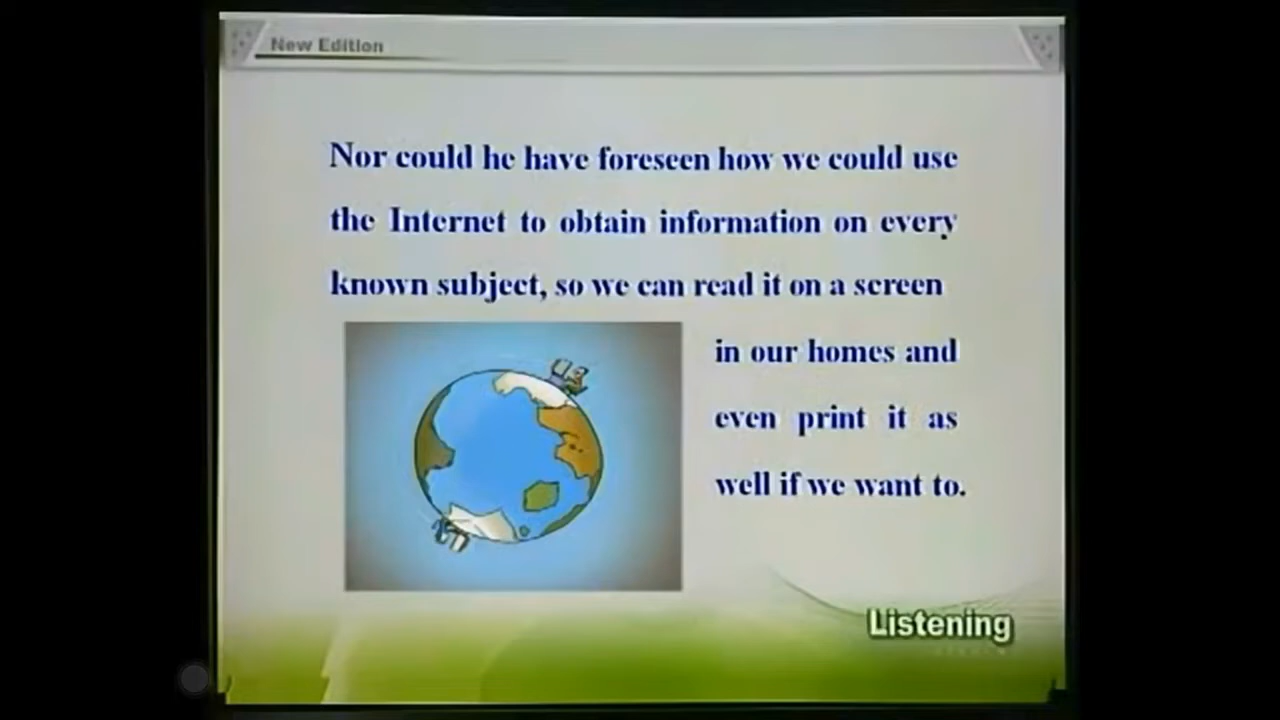 New Edition
Nor could he have foreseen how we could use
the Internet to obtain information on every
known subject, so we can read it on a screen
in our homes and
even print it as
well if we want to.
Listening